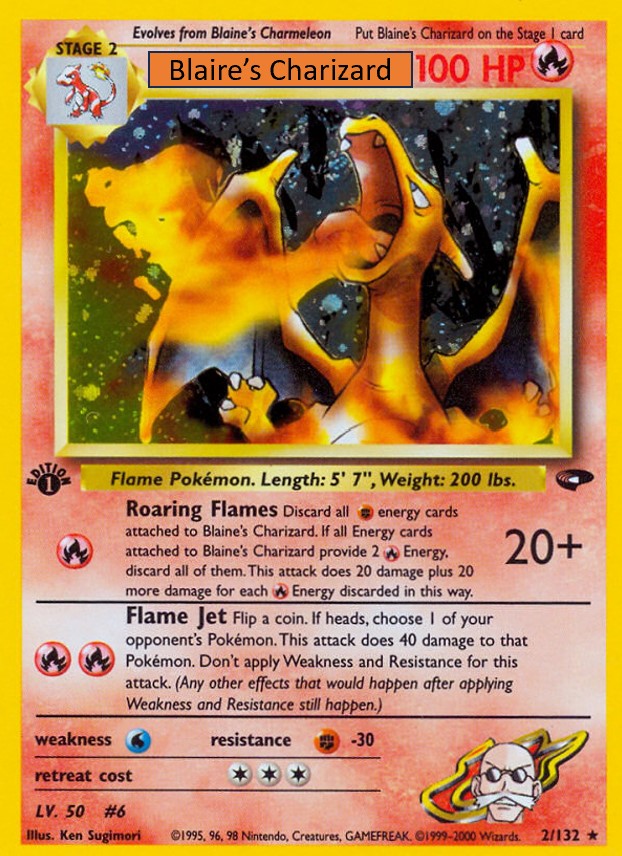 Evolves from Blaine's Charmeleon Put Blaine's Charizard on the Stage 1 card
STAGE 2
Blaire's Charizard 100 HP
EDITION 1
Flame Pokémon. Length: 5' 7", Weight: 200 lbs.
Roaring Flames Discard all energy cards
attached to Blaine's Charizard. If all Energy cards
attached to Blaine's Charizard provide 2 Energy,
discard all of them. This attack does 20 damage plus 20
more damage for each Energy discarded in this way.
20+
Flame Jet Flip a coin. If heads, choose 1 of your
opponent's Pokémon. This attack does 40 damage to that
Pokémon. Don't apply Weakness and Resistance for this
attack. (Any other effects that would happen after applying
Weakness and Resistance still happen.)
weakness resistance -30
retreat cost
LV. 50 #6
Illus. Ken Sugimori ©1995, 96, 98 Nintendo, Creatures, GAMEFREAK. ©1999-2000 Wizards. 2/132 ★